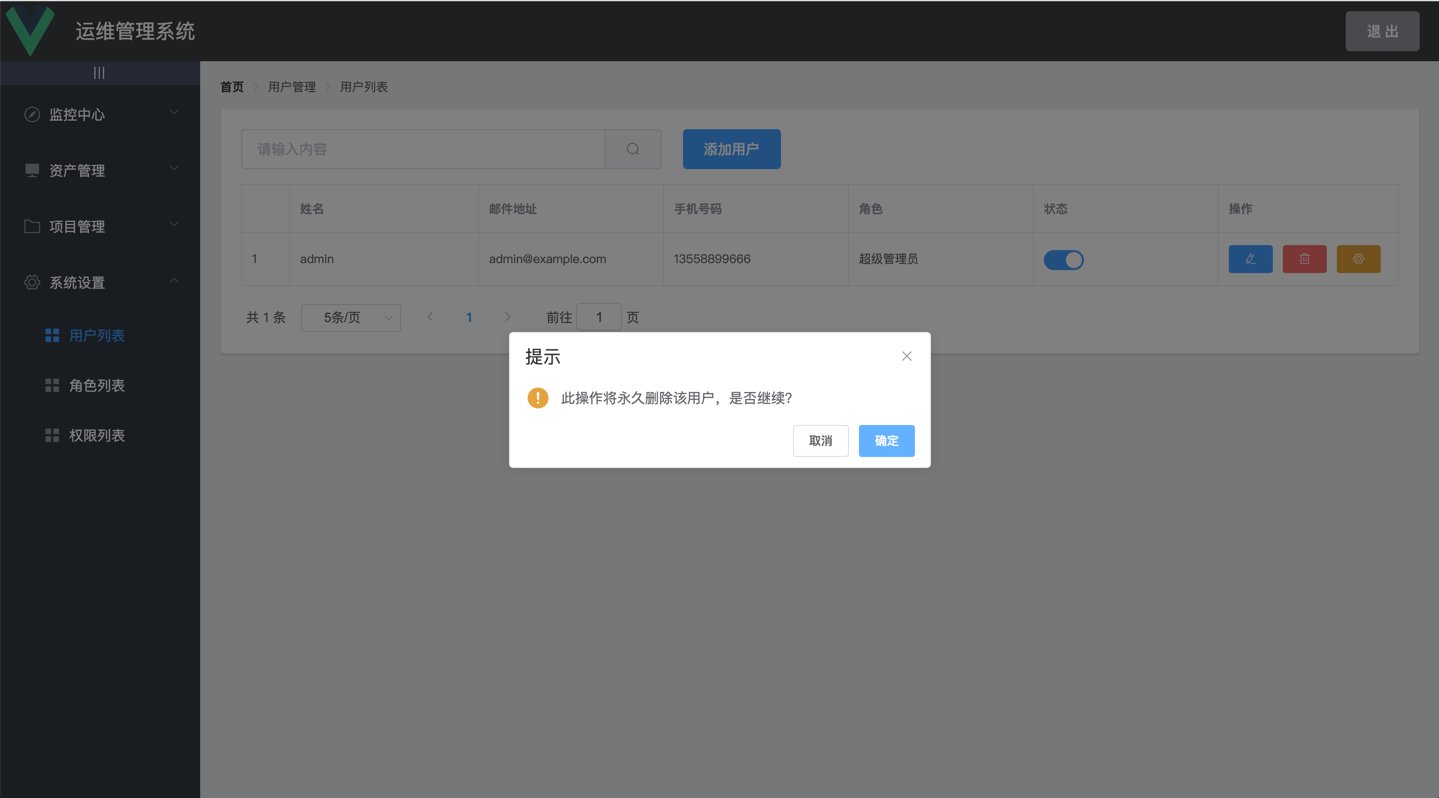 运维管理系统
退 出
|||
监控中心
资产管理
项目管理
系统设置
用户列表
角色列表
权限列表
首页 用户管理 用户列表
请输入内容
添加用户
姓名 邮件地址 手机号码 角色 状态 操作
1 admin admin@example.com 13558899666 超级管理员
共 1 条 5条/页 1 前往 1 页
提示
此操作将永久删除该用户，是否继续?
取消 确定